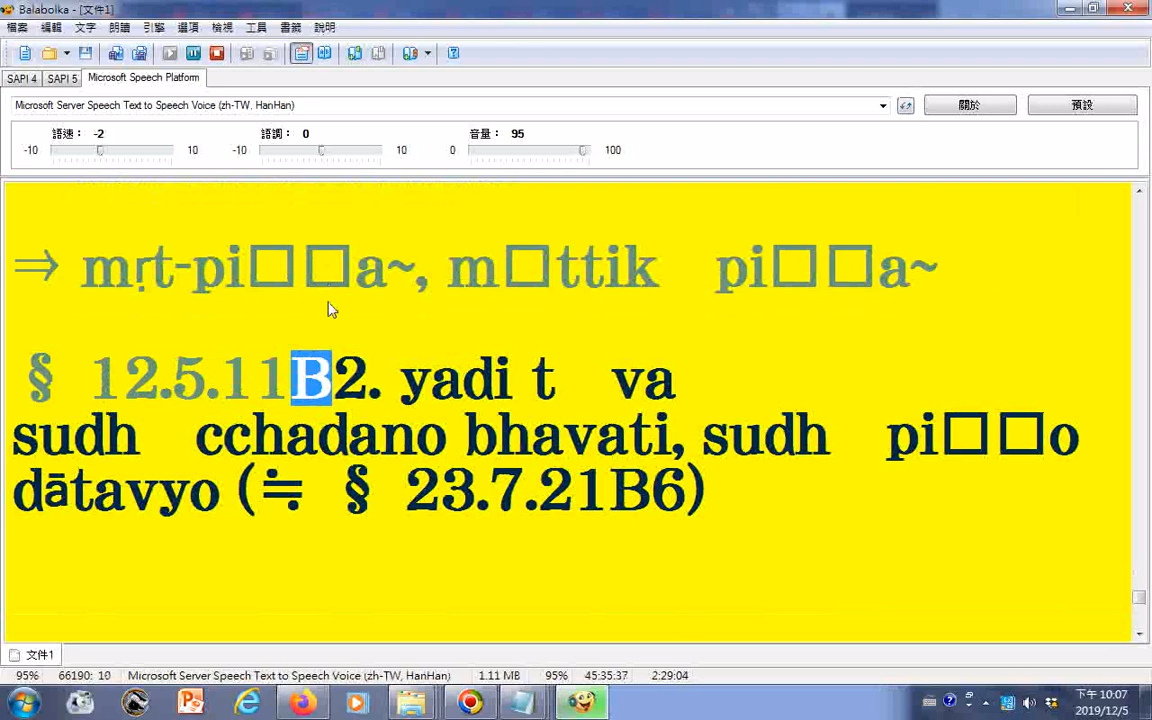 Balabolka - [文件1]
檔案 編輯 文字 朗讀 引擎 選項 檢視 工具 書籤 說明
SAPI 4 SAPI 5 Microsoft Speech Platform
Microsoft Server Speech Text to Speech Voice (zh-TW, HanHan) 關於 預設
語速： -2 語調： 0 音量： 95
-10 10 -10 10 0 100
⇒ mṛt-pi□□a~, m□ttik pi□□a~
§ 12.5.11B2. yadi t va
sudh cchadano bhavati, sudh pi□□o
dātavyo (≒ § 23.7.21B6)
文件1
95% 66190: 10 Microsoft Server Speech Text to Speech Voice (zh-TW, HanHan) 1.11 MB 95% 45:35:37 2:29:04
下午 10:07
2019/12/5